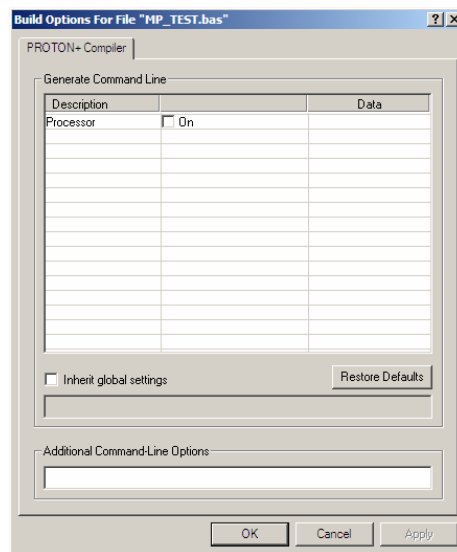 Build Options For File "MP_TEST.bas"
PROTON+ Compiler
Generate Command Line
Description Data
Processor On
Inherit global settings
Restore Defaults
Additional Command-Line Options
OK Cancel Apply